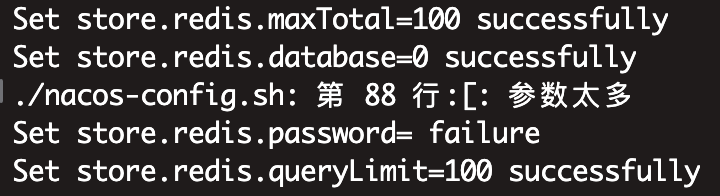 Set store.redis.maxTotal=100 successfully
Set store.redis.database=0 successfully
./nacos-config.sh: 第 88 行:[: 参数太多
Set store.redis.password= failure
Set store.redis.queryLimit=100 successfully